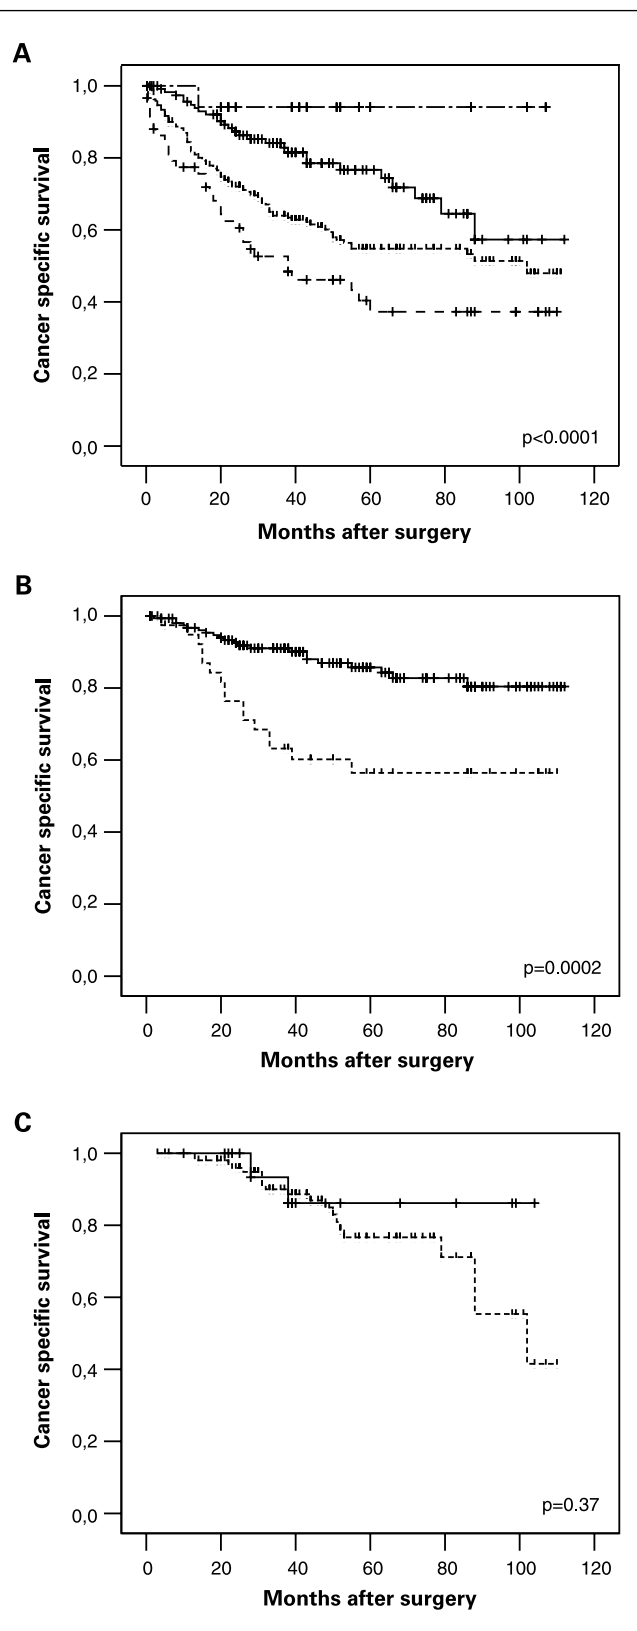 A
1,0
0,8
0,6
0,4
0,2
0,0
Cancer specific survival
p<0.0001
0 20 40 60 80 100 120
Months after surgery
B
1,0
0,8
0,6
0,4
0,2
0,0
Cancer specific survival
p=0.0002
0 20 40 60 80 100 120
Months after surgery
C
1,0
0,8
0,6
0,4
0,2
0,0
Cancer specific survival
p=0.37
0 20 40 60 80 100 120
Months after surgery